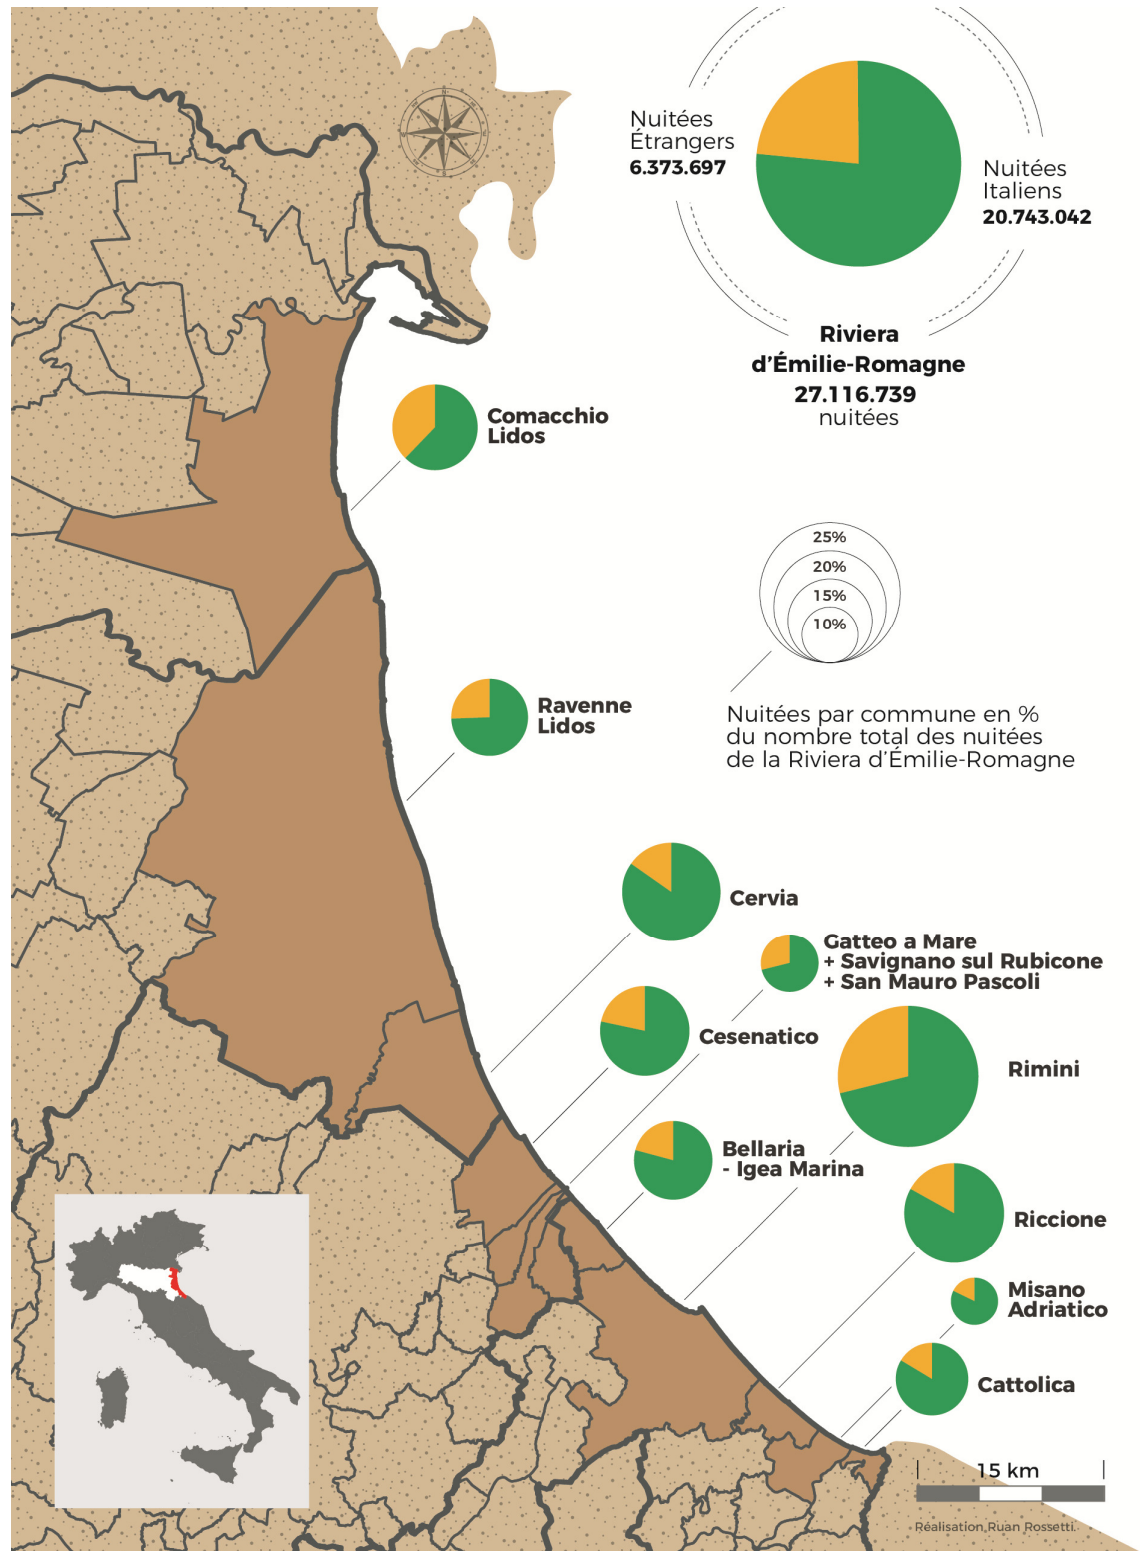 Nuitées
Étrangers
6.373.697
Nuitées
Italiens
20.743.042
Riviera
d'Émilie-Romagne
27.116.739
nuitées
Comacchio
Lidos
25%
20%
15%
10%
Ravenne
Lidos
Nuitées par commune en %
du nombre total des nuitées
de la Riviera d'Émilie-Romagne
Cervia
Gatteo a Mare
+ Savignano sul Rubicone
+ San Mauro Pascoli
Cesenatico
Rimini
Bellaria
- Igea Marina
Riccione
Misano
Adriatico
Cattolica
15 km
Réalisation Ruan Rossetti.